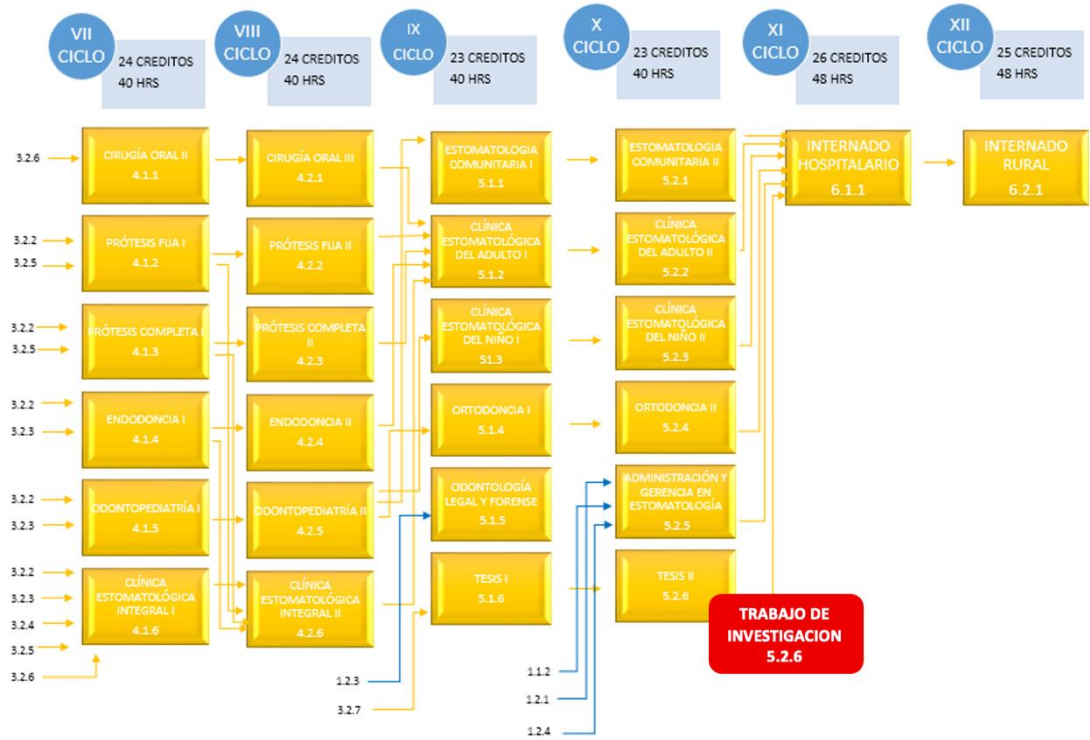 VII
CICLO
24 CREDITOS
40 HRS
VIII
CICLO
24 CREDITOS
40 HRS
IX
CICLO
23 CREDITOS
40 HRS
X
CICLO
23 CREDITOS
40 HRS
XI
CICLO
26 CREDITOS
48 HRS
XII
CICLO
25 CREDITOS
48 HRS
3.2.6
CIRUGÍA ORAL II
4.1.1
CIRUGÍA ORAL III
4.2.1
ESTOMATOLOGIA
COMUNITARIA I
5.1.1
ESTOMATOLOGIA
COMUNITARIA II
5.2.1
INTERNADO
HOSPITALARIO
6.1.1
INTERNADO
RURAL
6.2.1
3.2.2
3.2.5
PRÓTESIS FIJA I
4.1.2
PRÓTESIS FIJA II
4.2.2
CLÍNICA
ESTOMATOLÓGICA
DEL ADULTO I
5.1.2
CLÍNICA
ESTOMATOLÓGICA
DEL ADULTO II
5.2.2
3.2.2
3.2.5
PRÓTESIS COMPLETA I
4.1.3
PRÓTESIS COMPLETA
II
4.2.3
CLÍNICA
ESTOMATOLÓGICA
DEL NIÑO I
51.3
CLÍNICA
ESTOMATOLÓGICA
DEL NIÑO II
5.2.3
3.2.2
3.2.3
ENDODONCIA I
4.1.4
ENDODONCIA II
4.2.4
ORTODONCIA I
5.1.4
ORTODONCIA II
5.2.4
3.2.2
3.2.3
ODONTOPEDIATRÍA I
4.1.5
ODONTOPEDIATRÍA II
4.2.5
ODONTOLOGÍA
LEGAL Y FORENSE
5.1.5
ADMINISTRACIÓN Y
GERENCIA EN
ESTOMATOLOGÍA
5.2.5
3.2.2
3.2.3
3.2.4
3.2.5
3.2.6
CLÍNICA
ESTOMATOLÓGICA
INTEGRAL I
4.1.6
CLÍNICA
ESTOMATOLÓGICA
INTEGRAL II
4.2.6
TESIS I
5.1.6
TESIS II
5.2.6
TRABAJO DE
INVESTIGACION
5.2.6
1.2.3
3.2.7
1.1.2
1.2.1
1.2.4